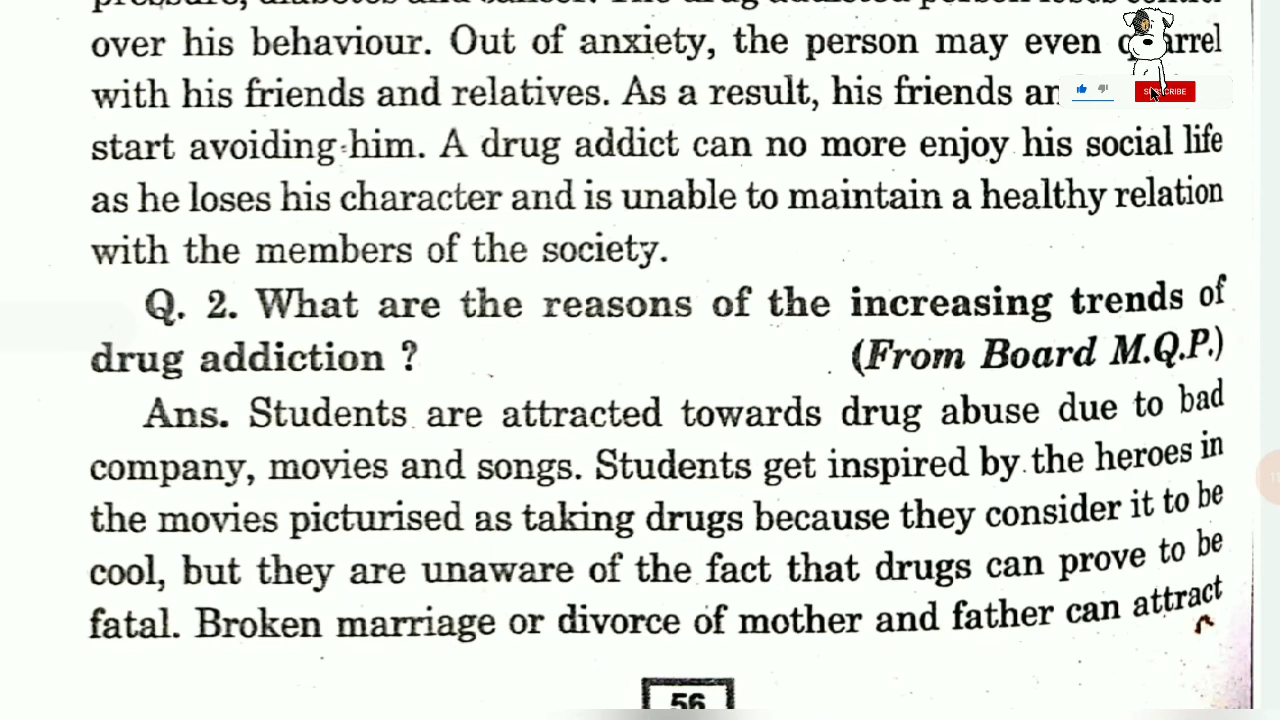 over his behaviour. Out of anxiety, the person may even
with his friends and relatives. As a result, his friends
start avoiding him. A drug addict can no more enjoy his social life
as he loses his character and is unable to maintain a healthy relation
with the members of the society.
Q. 2. What are the reasons of the increasing trends of
drug addiction ?
(From Board M.Q.P.)
Ans. Students are attracted towards drug abuse due to bad
company, movies and songs. Students get inspired by the heroes in
the movies picturised as taking drugs because they consider it to be
cool, but they are unaware of the fact that drugs can prove to be
fatal. Broken marriage or divorce of mother and father can attract
56